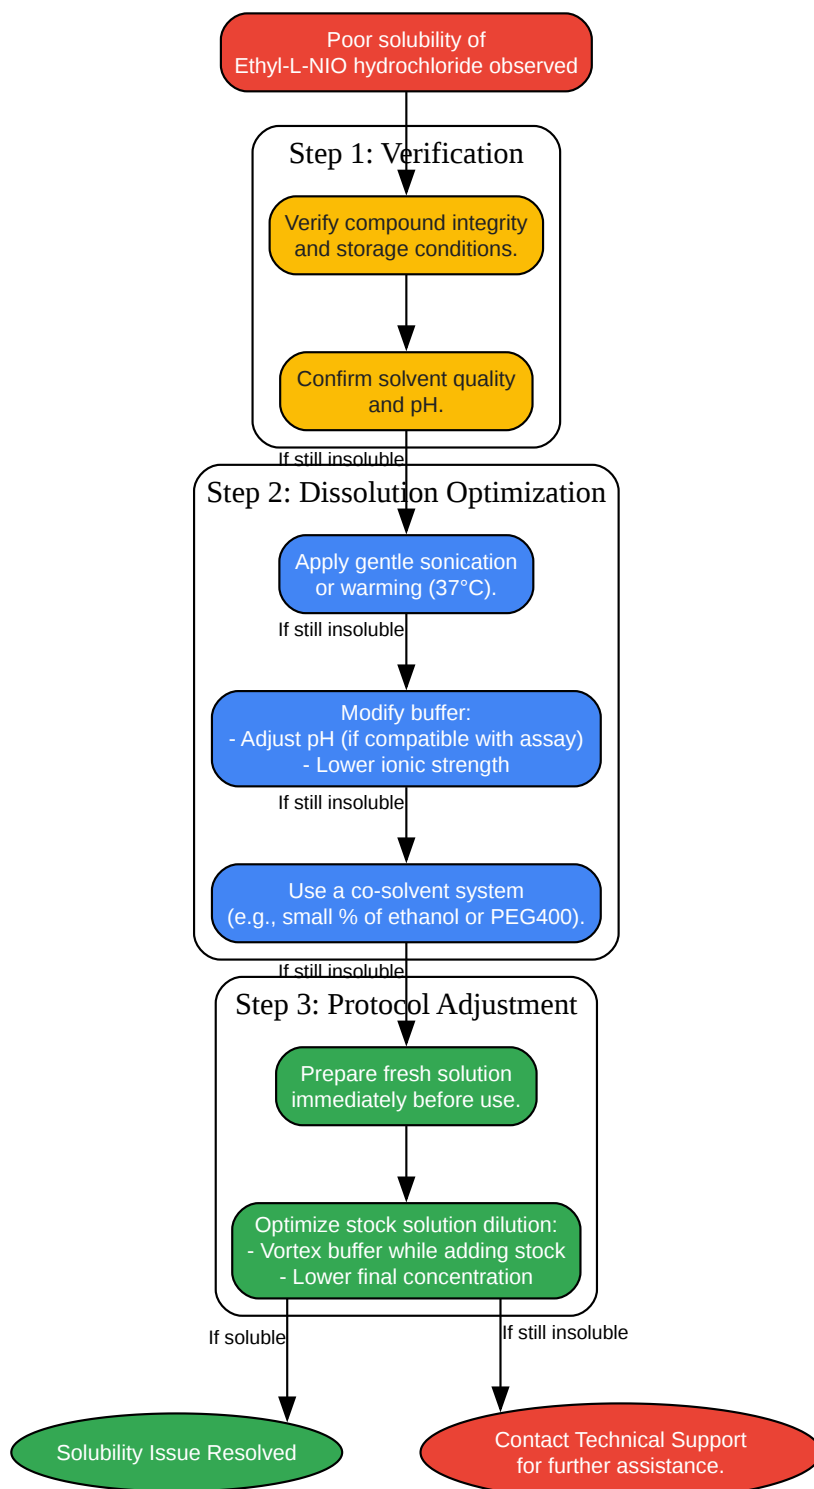 Poor solubility of
Ethyl-L-NIO hydrochloride observed
Step 1: Verification
Verify compound integrity
and storage conditions.
Confirm solvent quality
and pH.
If still insoluble
Step 2: Dissolution Optimization
Apply gentle sonication
or warming (37°C).
If still insoluble
Modify buffer:
- Adjust pH (if compatible with assay)
- Lower ionic strength
If still insoluble
Use a co-solvent system
(e.g., small % of ethanol or PEG400).
If still insoluble
Step 3: Protocol Adjustment
Prepare fresh solution
immediately before use.
Optimize stock solution dilution:
- Vortex buffer while adding stock
- Lower final concentration
If soluble
If still insoluble
Solubility Issue Resolved
Contact Technical Support
for further assistance.